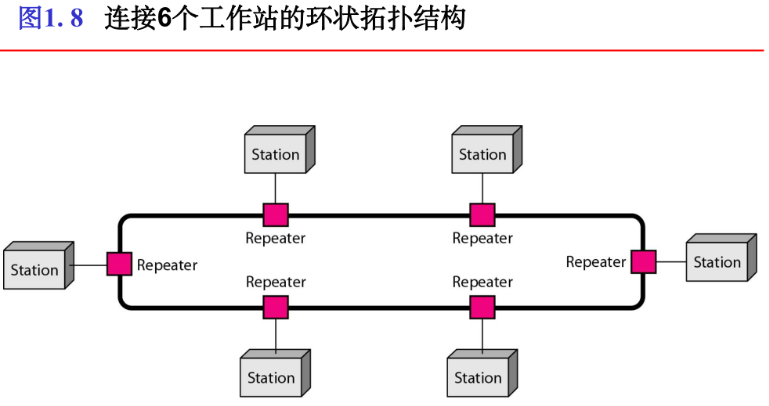 图1. 8 连接6个工作站的环状拓扑结构
Station
Station
Repeater
Repeater
Station
Repeater
Repeater
Station
Repeater
Repeater
Station
Station